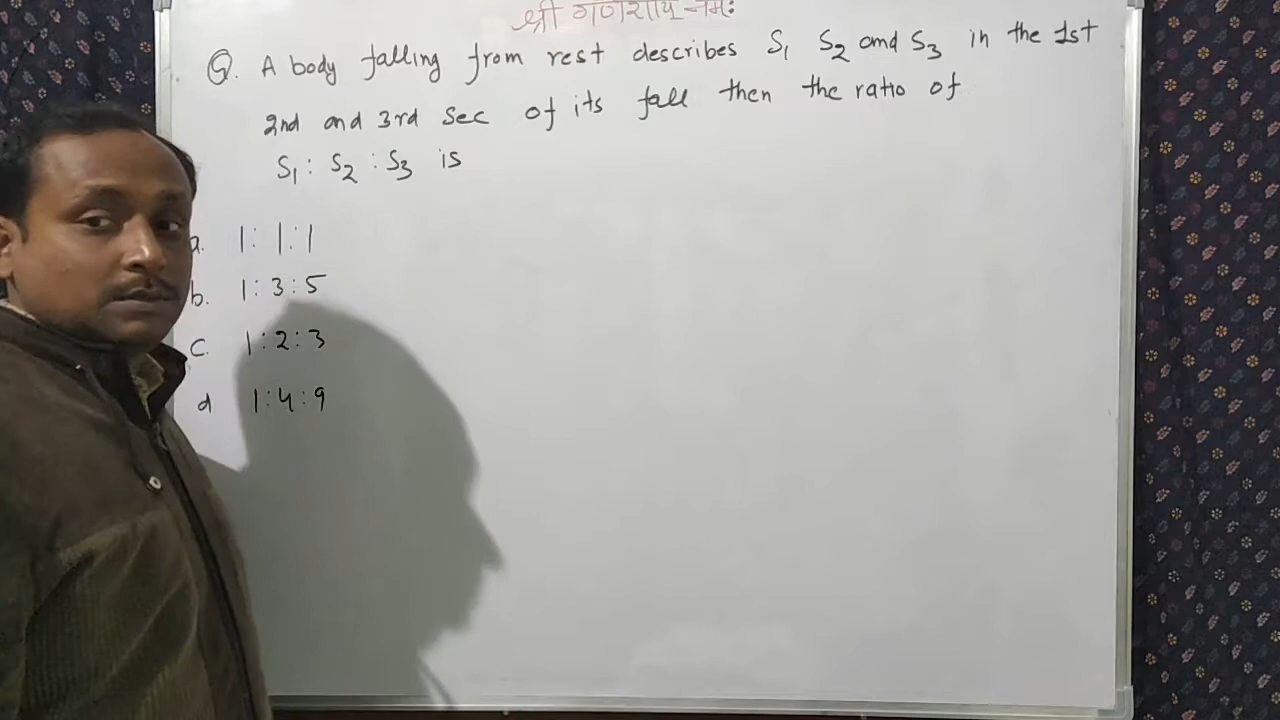 श्री गणेशाय नमः
Q. A body falling from rest describes S1 S2 and S3 in the 1st
2nd and 3rd sec of its fall then the ratio of
S1 : S2 : S3 is
a. 1 : 1 : 1
b. 1 : 3 : 5
c. 1 : 2 : 3
d 1 : 4 : 9